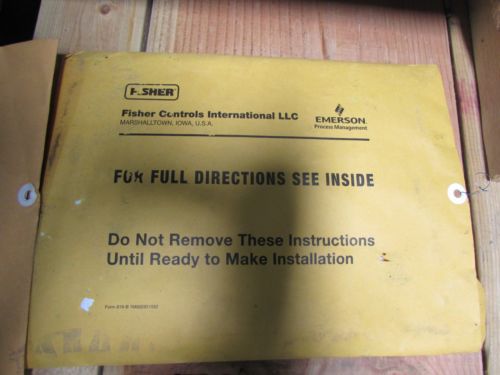 FISHER
Fisher Controls International LLC
MARSHALLTOWN, IOWA, U.S.A.
EMERSON
Process Management
FOR FULL DIRECTIONS SEE INSIDE
Do Not Remove These Instructions
Until Ready to Make Installation
Form